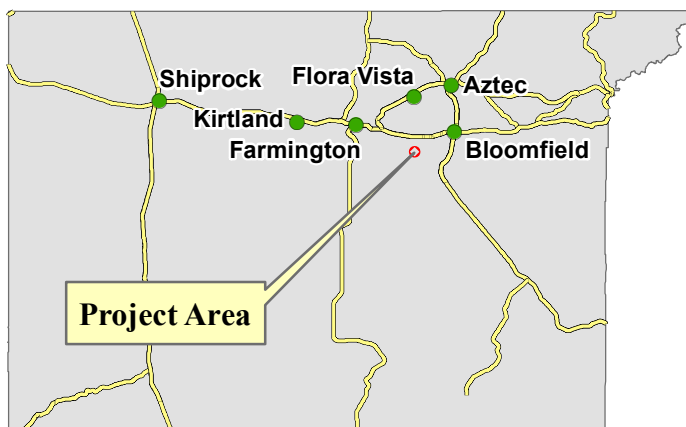 Shiprock
Flora Vista
Aztec
Kirtland
Farmington
Bloomfield
Project Area